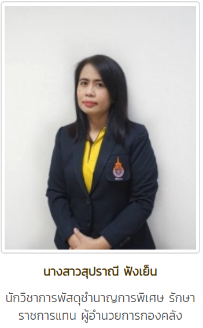 นางสาวสุปราณี ฟังเย็น
นักวิชาการพัสดุชำนาญการพิเศษ รักษา
ราชการแทน ผู้อำนวยการกองคลัง